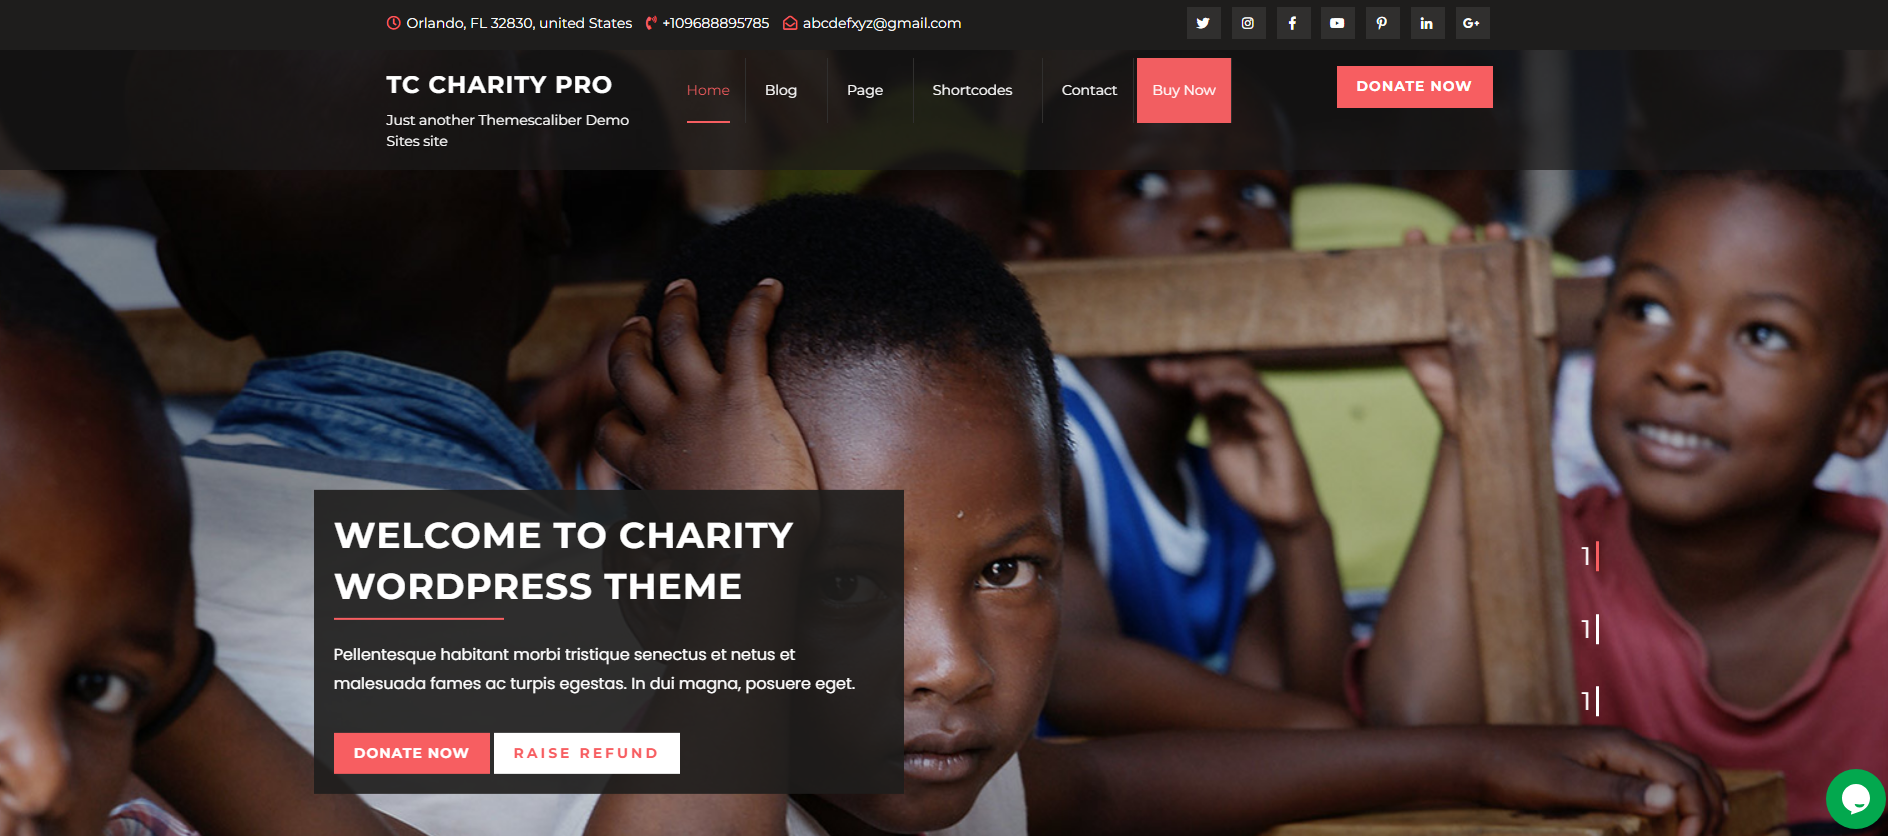 Orlando, FL 32830, united States +109688895785 abcdefxyz@gmail.com
TC CHARITY PRO
Just another Themescaliber Demo
Sites site
Home Blog Page Shortcodes Contact Buy Now
DONATE NOW
WELCOME TO CHARITY
WORDPRESS THEME
Pellentesque habitant morbi tristique senectus et netus et
malesuada fames ac turpis egestas. In dui magna, posuere eget.
DONATE NOW RAISE REFUND
1
1
1